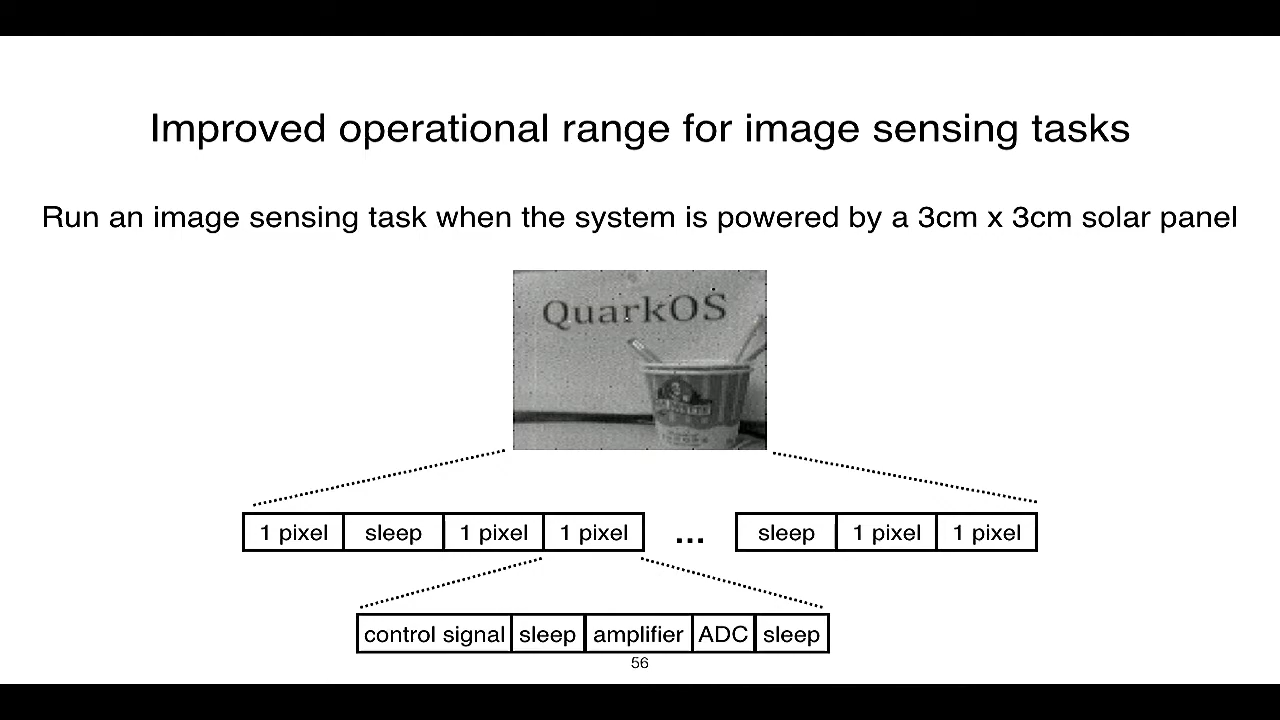 Improved operational range for image sensing tasks
Run an image sensing task when the system is powered by a 3cm x 3cm solar panel
QuarkOS
1 pixel sleep 1 pixel 1 pixel ... sleep 1 pixel 1 pixel
control signal sleep amplifier ADC sleep
56